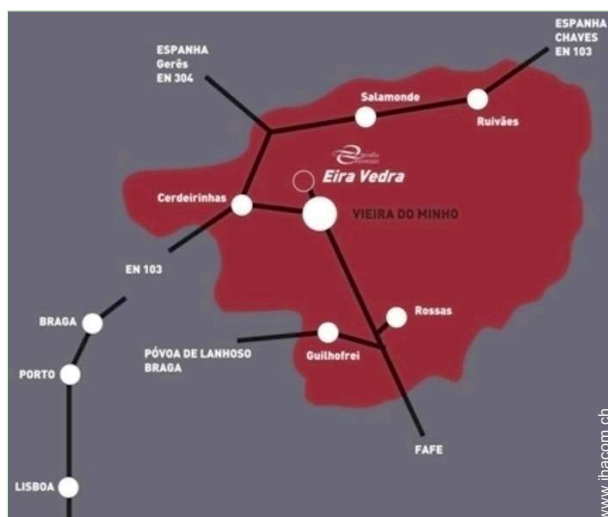 ESPANHA
CHAVES
EN 103
ESPANHA
Gerês
EN 304
Salamonde
Ruivães
Eira Vedra
Cerdeirinhas
VIEIRA DO MINHO
EN 103
BRAGA
Rossas
PÓVOA DE LANHOSO
BRAGA
Guilhofrei
PORTO
FAFE
LISBOA
www.ihacom.ch